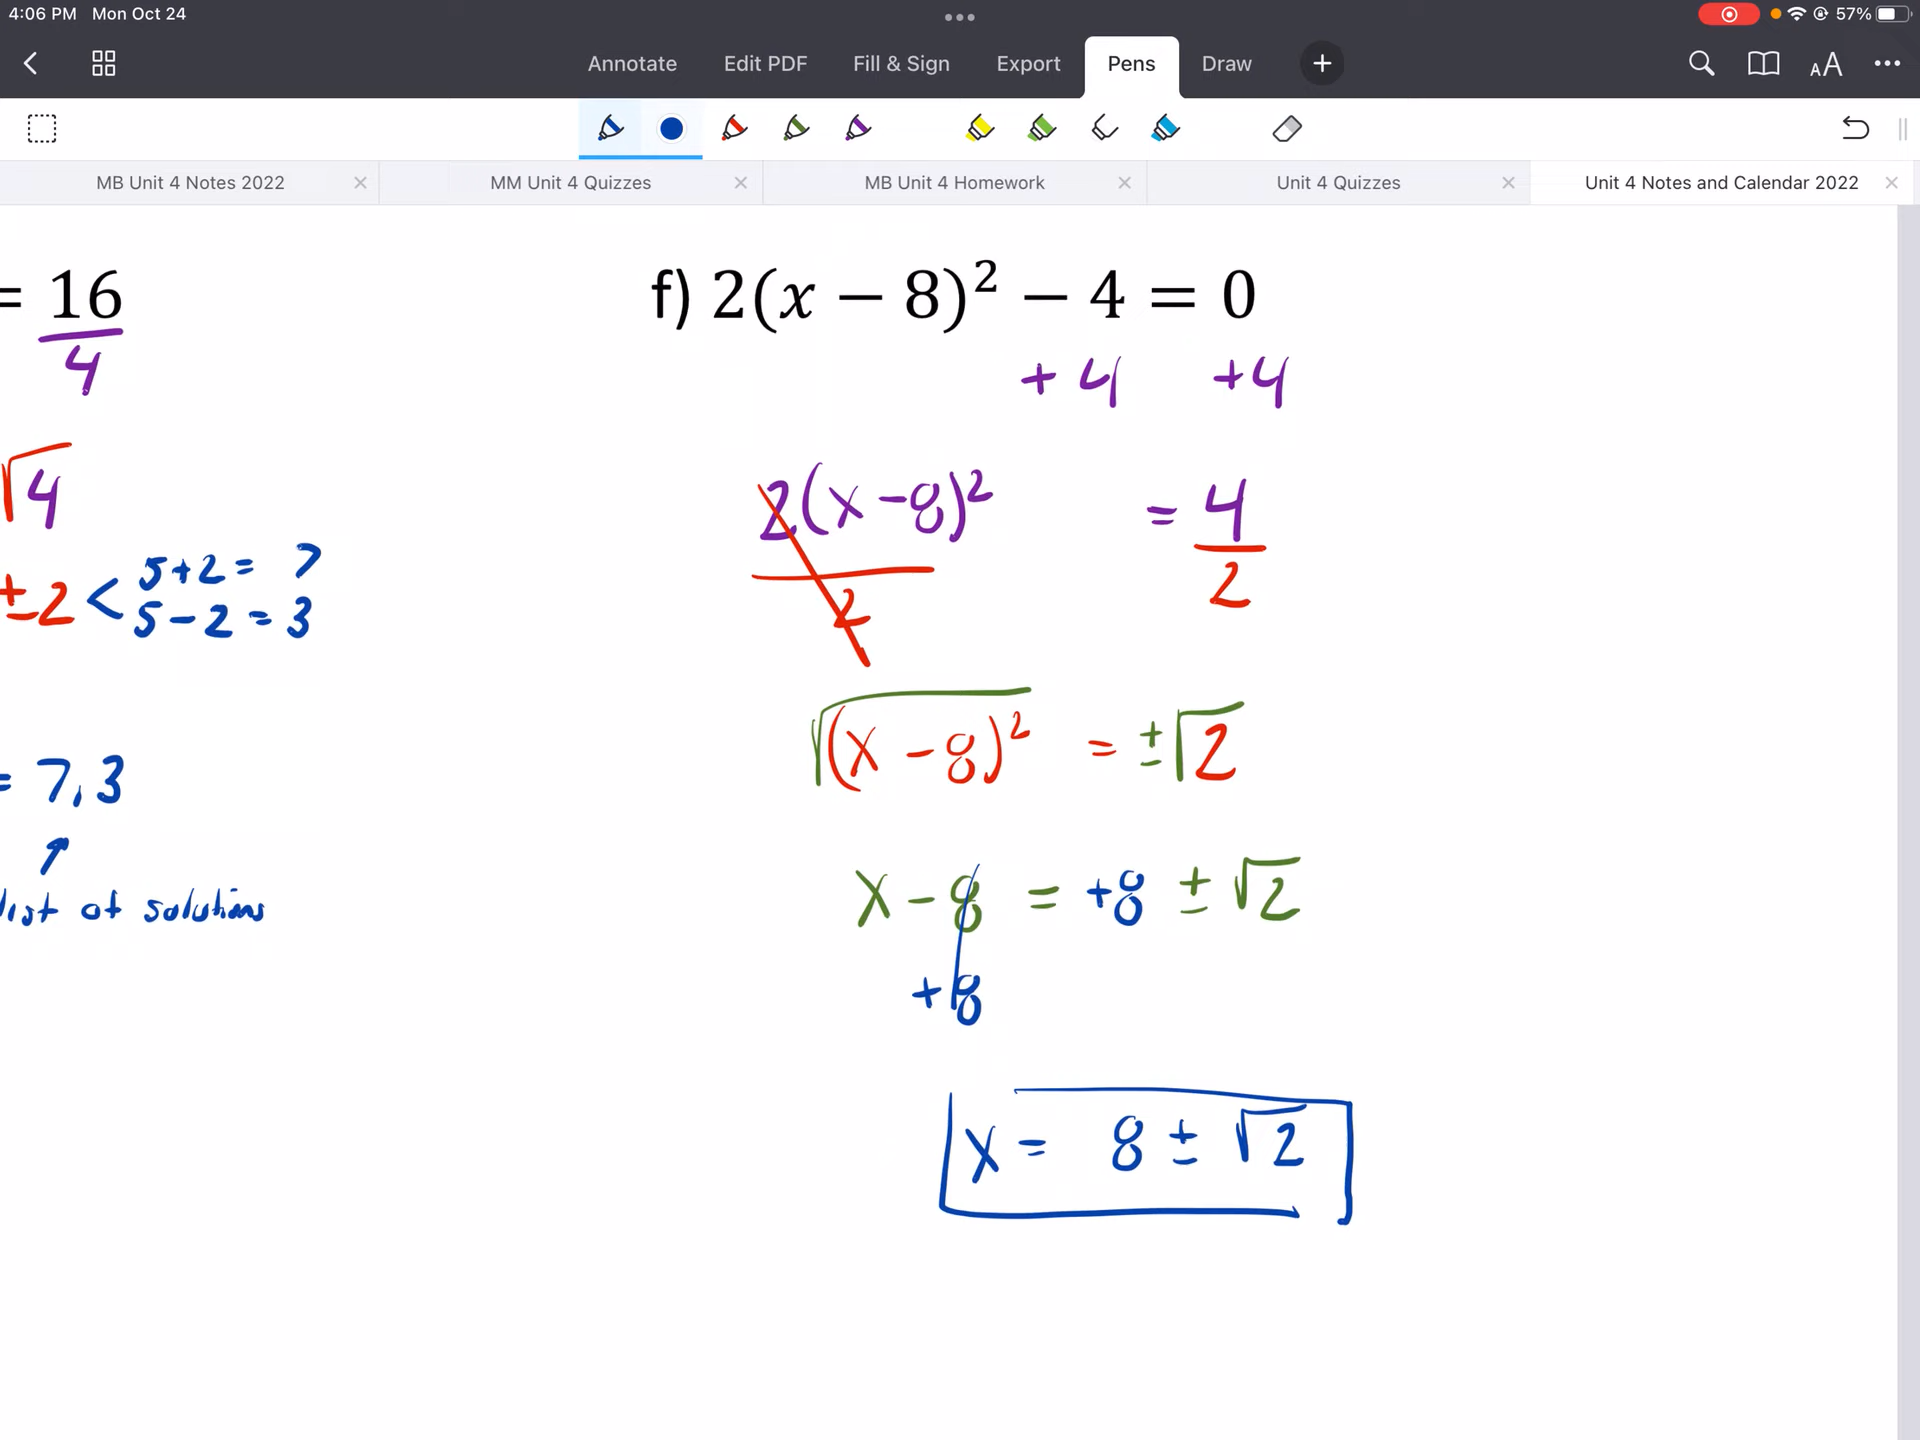 4:06 PM Mon Oct 24
57%
Annotate Edit PDF Fill & Sign Export Pens Draw
AA
MB Unit 4 Notes 2022
MM Unit 4 Quizzes
MB Unit 4 Homework
Unit 4 Quizzes
Unit 4 Notes and Calendar 2022
= 16
4
√4
± 2 < 5+2 = 7
5 - 2 = 3
= 7, 3
↑
list of solutions
f) 2(x − 8)² − 4 = 0
+ 4 +4
2(x - 8)² = 4
2 2
√(x - 8)² = ±√2
x - 8 = +8 ± √2
+ 8
x = 8 ± √2